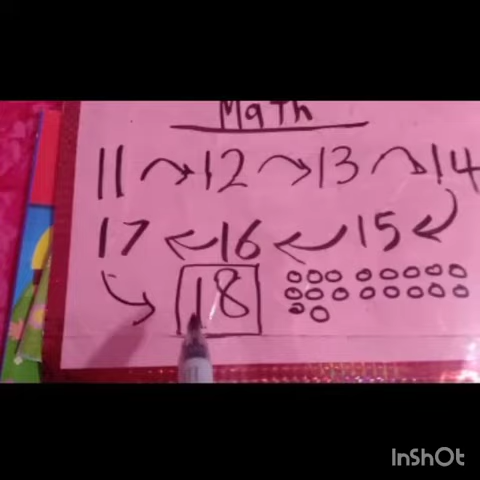 Math
11 → 12 → 13 → 14
17 ← 16 ← 15 ←
→ 18
InShOt